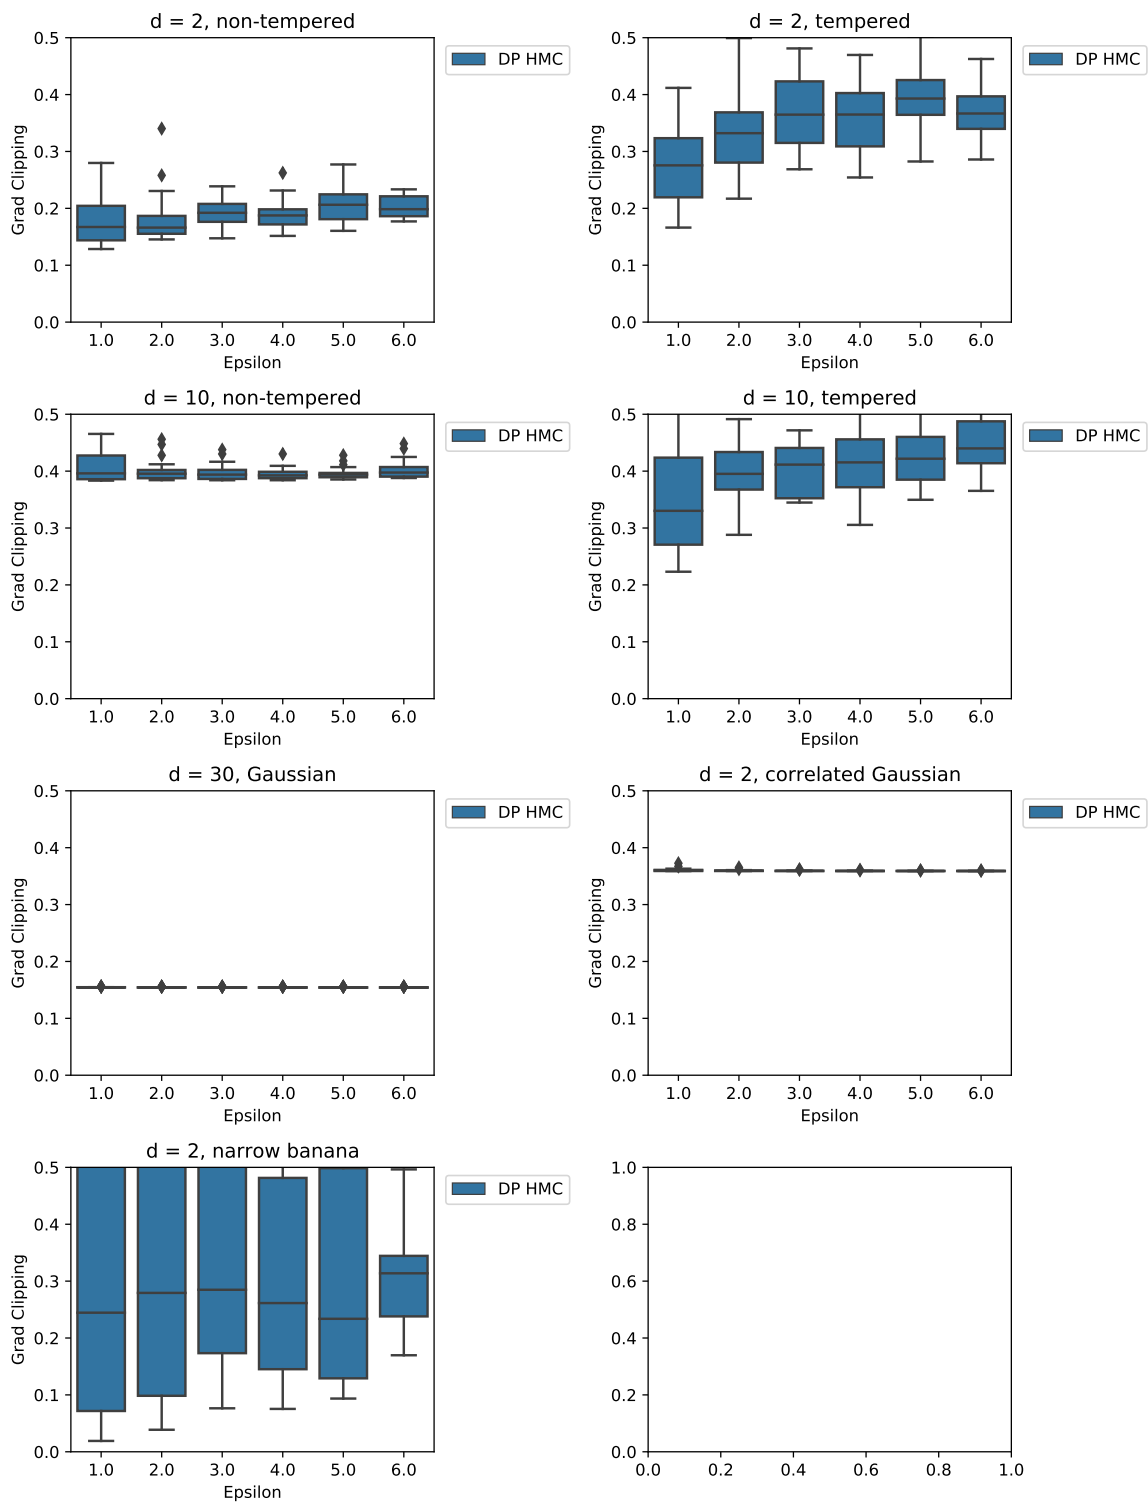 d = 2, non-tempered
0.5
0.4
0.3
0.2
0.1
0.0
Grad Clipping
1.0 2.0 3.0 4.0 5.0 6.0
Epsilon
DP HMC
d = 2, tempered
0.5
0.4
0.3
0.2
0.1
0.0
Grad Clipping
1.0 2.0 3.0 4.0 5.0 6.0
Epsilon
DP HMC
d = 10, non-tempered
0.5
0.4
0.3
0.2
0.1
0.0
Grad Clipping
1.0 2.0 3.0 4.0 5.0 6.0
Epsilon
DP HMC
d = 10, tempered
0.5
0.4
0.3
0.2
0.1
0.0
Grad Clipping
1.0 2.0 3.0 4.0 5.0 6.0
Epsilon
DP HMC
d = 30, Gaussian
0.5
0.4
0.3
0.2
0.1
0.0
Grad Clipping
1.0 2.0 3.0 4.0 5.0 6.0
Epsilon
DP HMC
d = 2, correlated Gaussian
0.5
0.4
0.3
0.2
0.1
0.0
Grad Clipping
1.0 2.0 3.0 4.0 5.0 6.0
Epsilon
DP HMC
d = 2, narrow banana
0.5
0.4
0.3
0.2
0.1
0.0
Grad Clipping
1.0 2.0 3.0 4.0 5.0 6.0
Epsilon
DP HMC
1.0
0.8
0.6
0.4
0.2
0.0
0.0 0.2 0.4 0.6 0.8 1.0